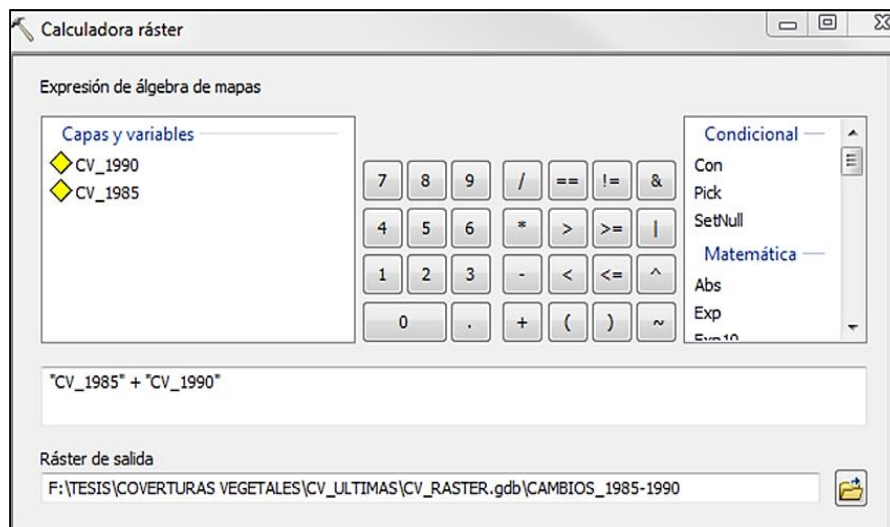 Calculadora ráster
Expresión de álgebra de mapas
Capas y variables
CV_1990
CV_1985
7 8 9 / == != &
4 5 6 * > >= |
1 2 3 - < <= ^
0 . + ( ) ~
Condicional
Con
Pick
SetNull
Matemática
Abs
Exp
Exp10
"CV_1985" + "CV_1990"
Ráster de salida
F:\TESIS\COVERTURAS VEGETALES\CV_ULTIMAS\CV_RASTER.gdb\CAMBIOS_1985-1990